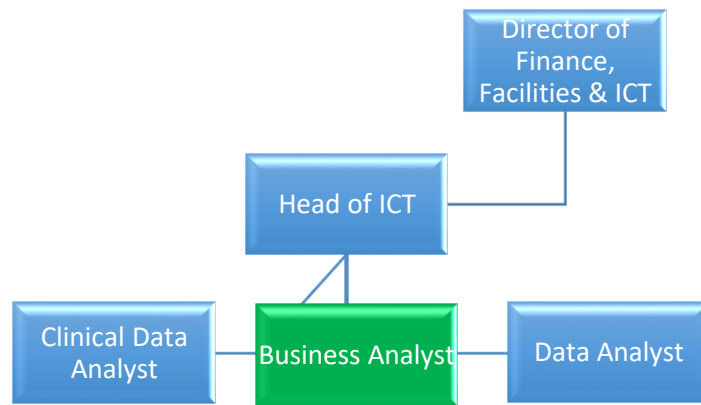 Director of
Finance,
Facilities & ICT
Head of ICT
Clinical Data
Analyst
Business Analyst
Data Analyst